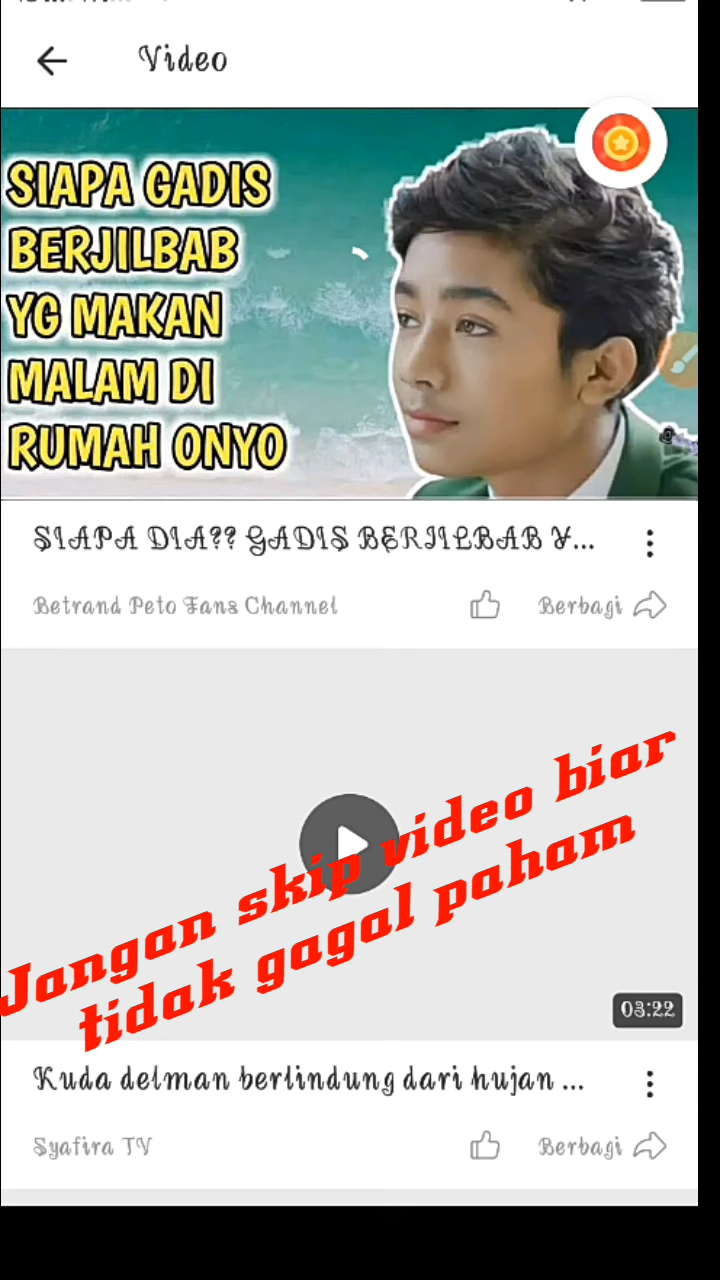 Video
SIAPA GADIS
BERJILBAB
YG MAKAN
MALAM DI
RUMAH ONYO
SIAPA DIA?? GADIS BERJILBAB Y...
Betrand Peto Fans Channel
Berbagi
Jangan skip video biar
tidak gagal paham
03:22
Kuda delman berlindung dari hujan ...
Syafira TV
Berbagi